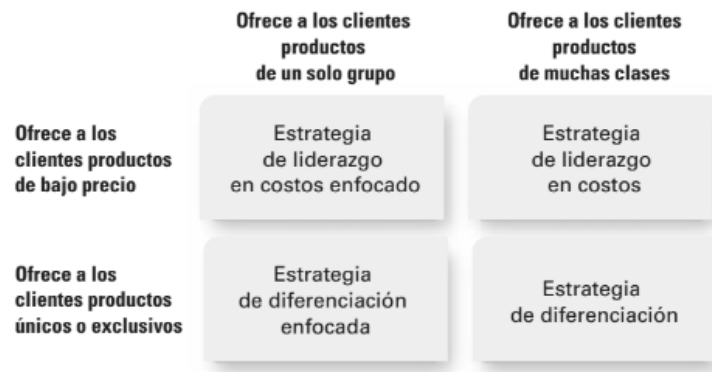 Ofrece a los clientes
productos
de un solo grupo
Ofrece a los clientes
productos
de muchas clases
Ofrece a los
clientes productos
de bajo precio
Estrategia
de liderazgo
en costos enfocado
Estrategia
de liderazgo
en costos
Ofrece a los
clientes productos
únicos o exclusivos
Estrategia
de diferenciación
enfocada
Estrategia
de diferenciación